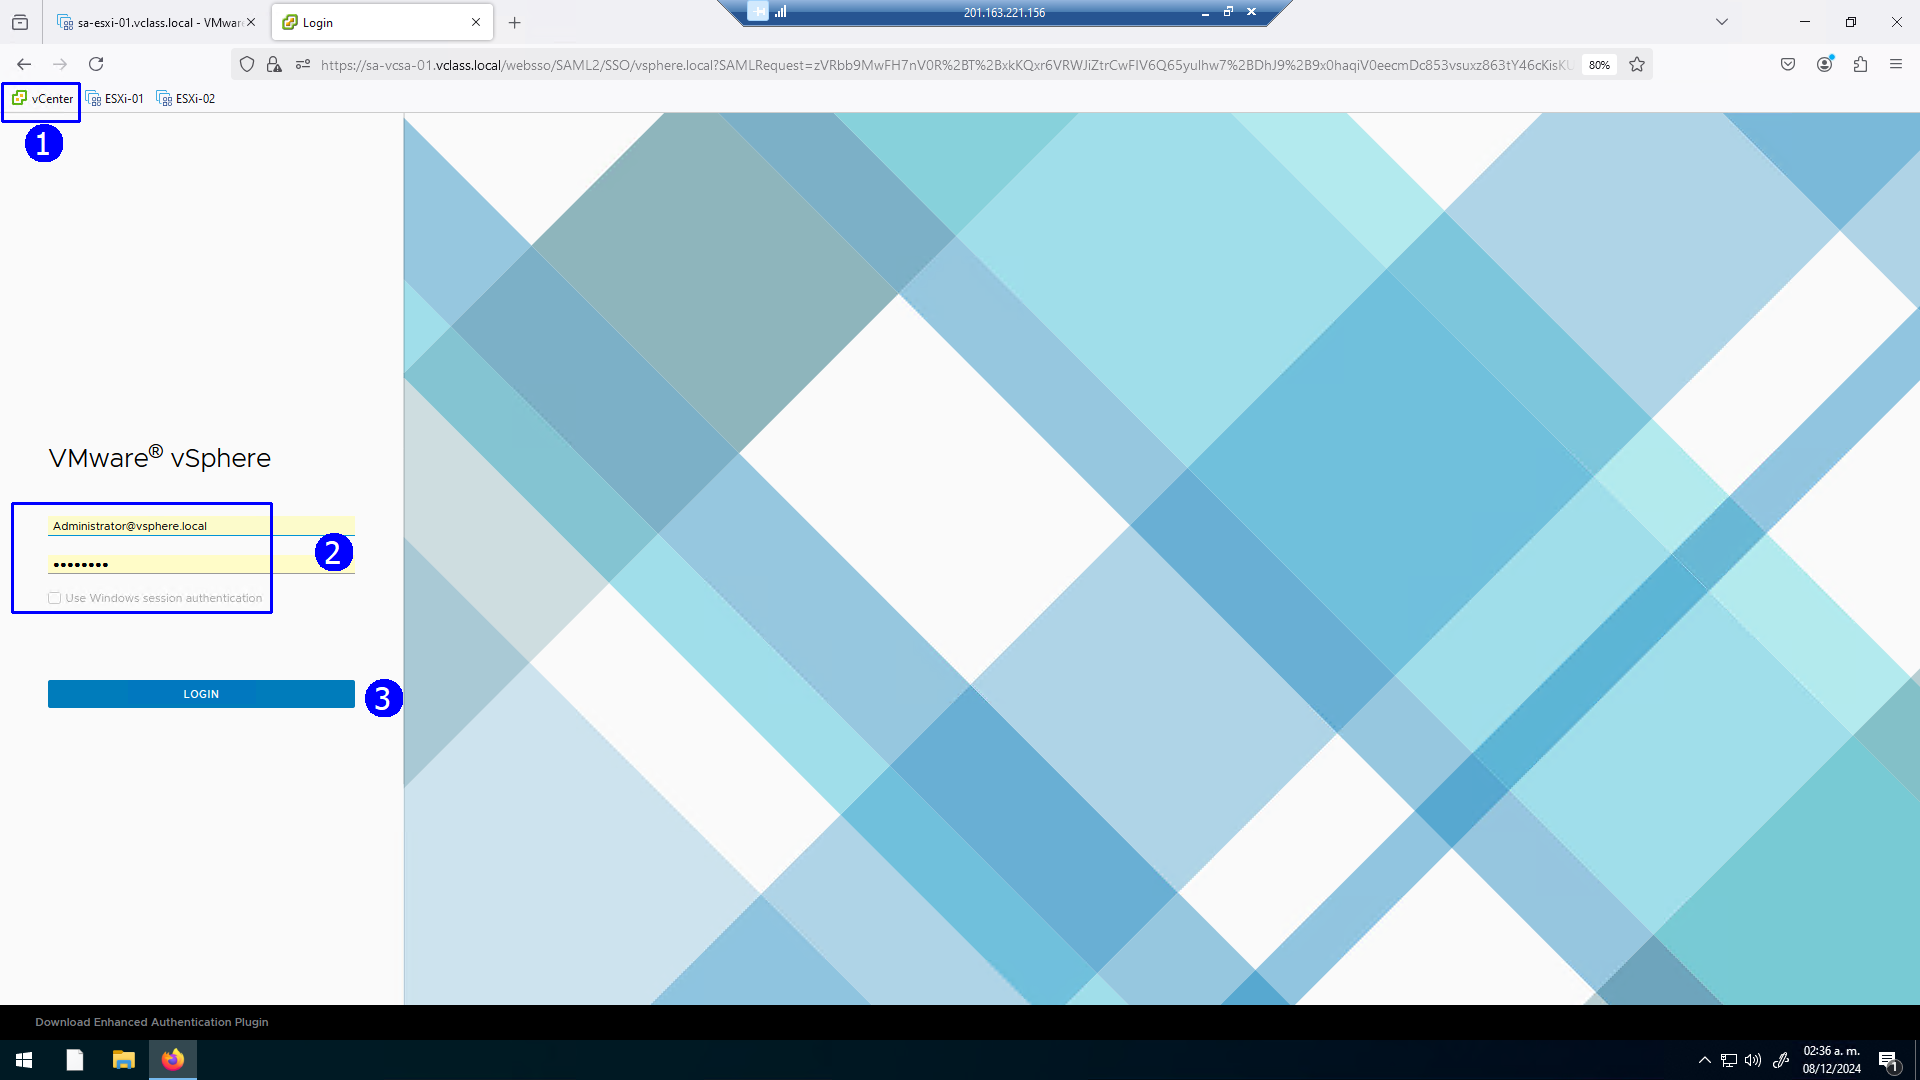 sa-esxi-01.vclass.local - VMware
Login
201.163.221.156
https://sa-vcsa-01.vclass.local/websso/SAML2/SSO/vsphere.local?SAMLRequest=zVRbb9MwFH7nV0R%2BT%2BxkKQxr6VRWJiZtrCwFIV6Q65yulhw7%2BDhJ9%2B9x0haqiV0eecmDc853vsuxz863tY46cKisKU
80%
vCenter
ESXi-01
ESXi-02
1
VMware® vSphere
Administrator@vsphere.local
2
Use Windows session authentication
LOGIN
3
Download Enhanced Authentication Plugin
02:36 a. m.
08/12/2024
1